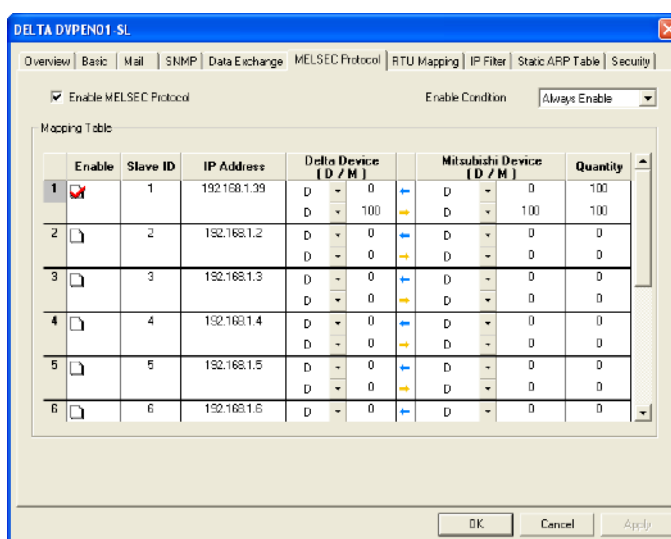 DELTA DVPEN01-SL
Overview Basic Mail SNMP Data Exchange MELSEC Protocol RTU Mapping IP Filter Static ARP Table Security
Enable MELSEC Protocol Enable Condition Always Enable
Mapping Table
Enable Slave ID IP Address Delta Device ( D / M ) Mitsubishi Device ( D / M ) Quantity
1 1 192.168.1.39 D 0 D 0 100
D 100 D 100 100
2 2 192.168.1.2 D 0 D 0 0
D 0 D 0 0
3 3 192.168.1.3 D 0 D 0 0
D 0 D 0 0
4 4 192.168.1.4 D 0 D 0 0
D 0 D 0 0
5 5 192.168.1.5 D 0 D 0 0
D 0 D 0 0
6 6 192.168.1.6 D 0 D 0 0
OK Cancel Apply